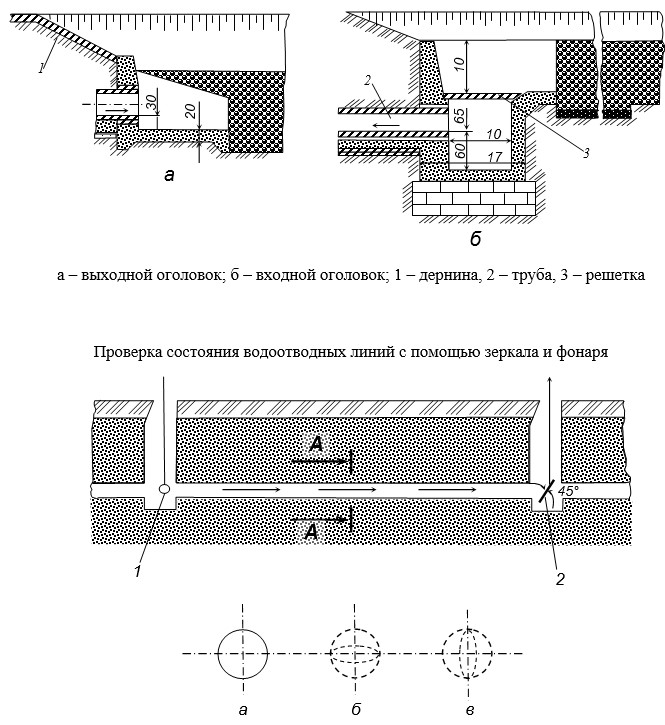 1
30
20
а
2
10
65
10
60
17
3
б
а – выходной оголовок; б – входной оголовок; 1 – дернина, 2 – труба, 3 – решетка
Проверка состояния водоотводных линий с помощью зеркала и фонаря
А
А
45°
1
2
а
б
в